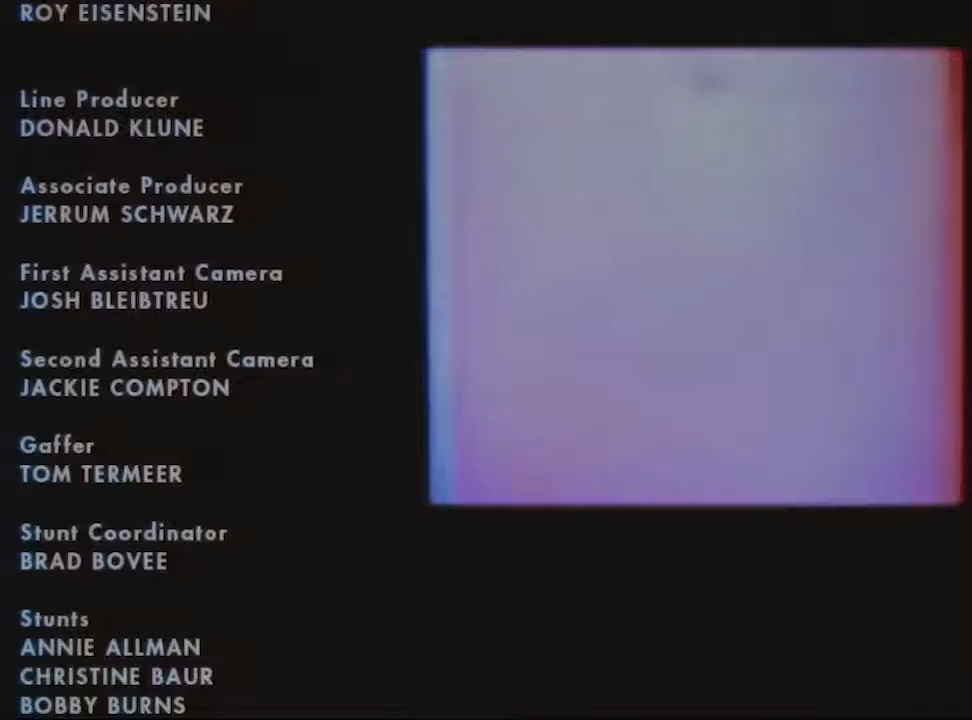 ROY EISENSTEIN
Line Producer
DONALD KLUNE
Associate Producer
JERRUM SCHWARZ
First Assistant Camera
JOSH BLEIBTREU
Second Assistant Camera
JACKIE COMPTON
Gaffer
TOM TERMEER
Stunt Coordinator
BRAD BOVEE
Stunts
ANNIE ALLMAN
CHRISTINE BAUR
BOBBY BURNS